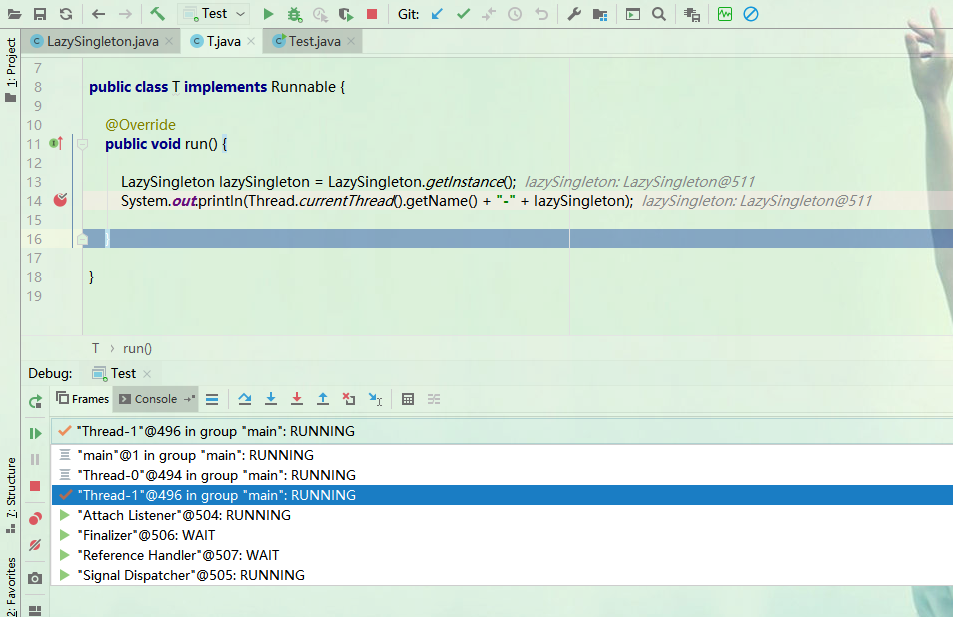 Test
Git:
LazySingleton.java
T.java
Test.java
1: Project
7
8 public class T implements Runnable {
9
10 @Override
11 public void run() {
12
13 LazySingleton lazySingleton = LazySingleton.getInstance(); lazySingleton: LazySingleton@511
14 System.out.println(Thread.currentThread().getName() + "-" + lazySingleton); lazySingleton: LazySingleton@511
15
16 }
17
18 }
19
T › run()
Debug: Test
Frames Console
"Thread-1"@496 in group "main": RUNNING
"main"@1 in group "main": RUNNING
"Thread-0"@494 in group "main": RUNNING
"Thread-1"@496 in group "main": RUNNING
"Attach Listener"@504: RUNNING
"Finalizer"@506: WAIT
"Reference Handler"@507: WAIT
"Signal Dispatcher"@505: RUNNING
7: Structure
2: Favorites